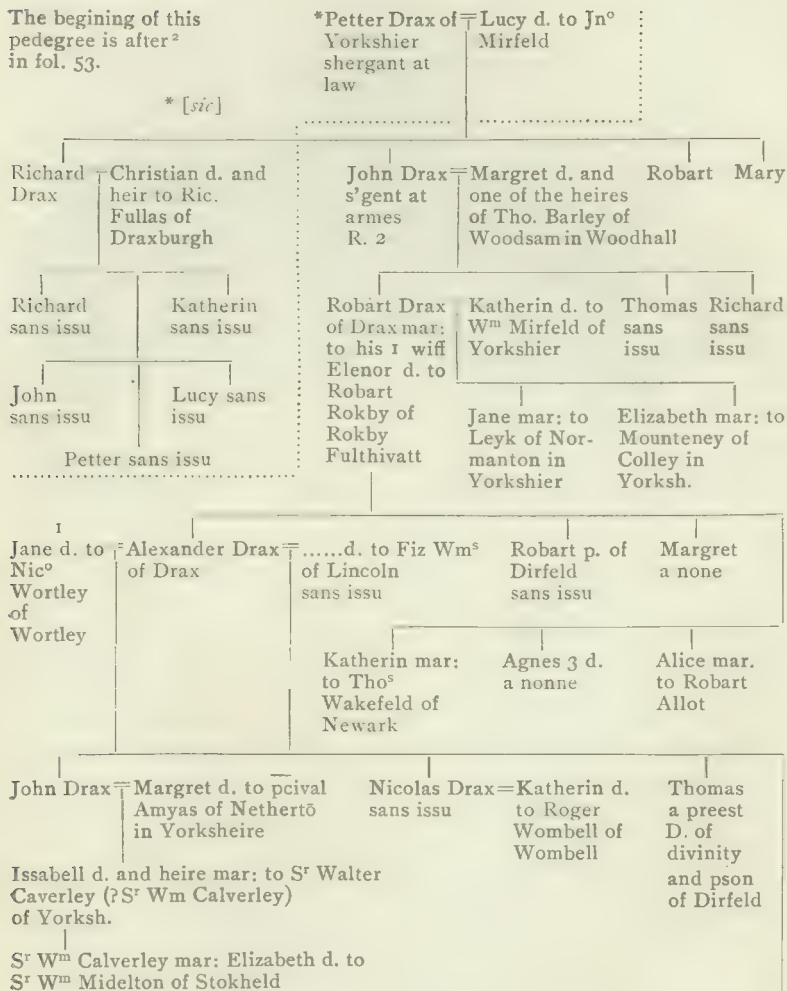 The begining of this
pedegree is after²
in fol. 53.
* [sic]
*Petter Drax of
Yorkshier
shergant at
law
Lucy d. to Jnº
Mirfeld
Richard
Drax
Christian d. and
heir to Ric.
Fullas of
Draxburgh
John Drax
s'gent at
armes
R. 2
Margret d. and
one of the heires
of Tho. Barley of
Woodsam in Woodhall
Robart
Mary
Richard
sans issu
Katherin
sans issu
John
sans issu
Lucy sans
issu
Petter sans issu
Robart Drax
of Drax mar:
to his 1 wiff
Elenor d. to
Robart
Rokby of
Rokby
Fulthivatt
Katherin d. to
Wᵐ Mirfeld of
Yorkshier
Thomas
sans
issu
Richard
sans
issu
Jane mar: to
Leyk of Nor-
manton in
Yorkshier
Elizabeth mar: to
Mounteney of
Colley in
Yorksh.
1
Jane d. to
Nicº
Wortley
of
Wortley
Alexander Drax
of Drax
......d. to Fiz Wmˢ
of Lincoln
sans issu
Robart p. of
Dirfeld
sans issu
Margret
a none
Katherin mar:
to Thoˢ
Wakefeld of
Newark
Agnes 3 d.
a nonne
Alice mar.
to Robart
Allot
John Drax
Margret d. to p̄cival
Amyas of Nethertō
in Yorksheire
Nicolas Drax=
sans issu
Katherin d.
to Roger
Wombell of
Wombell
Thomas
a preest
D. of
divinity
and pson
of Dirfeld
Issabell d. and heire mar: to Sʳ Walter
Caverley (?Sʳ Wm Calverley)
of Yorksh.
Sʳ Wᵐ Calverley mar: Elizabeth d. to
Sʳ Wᵐ Midelton of Stokheld